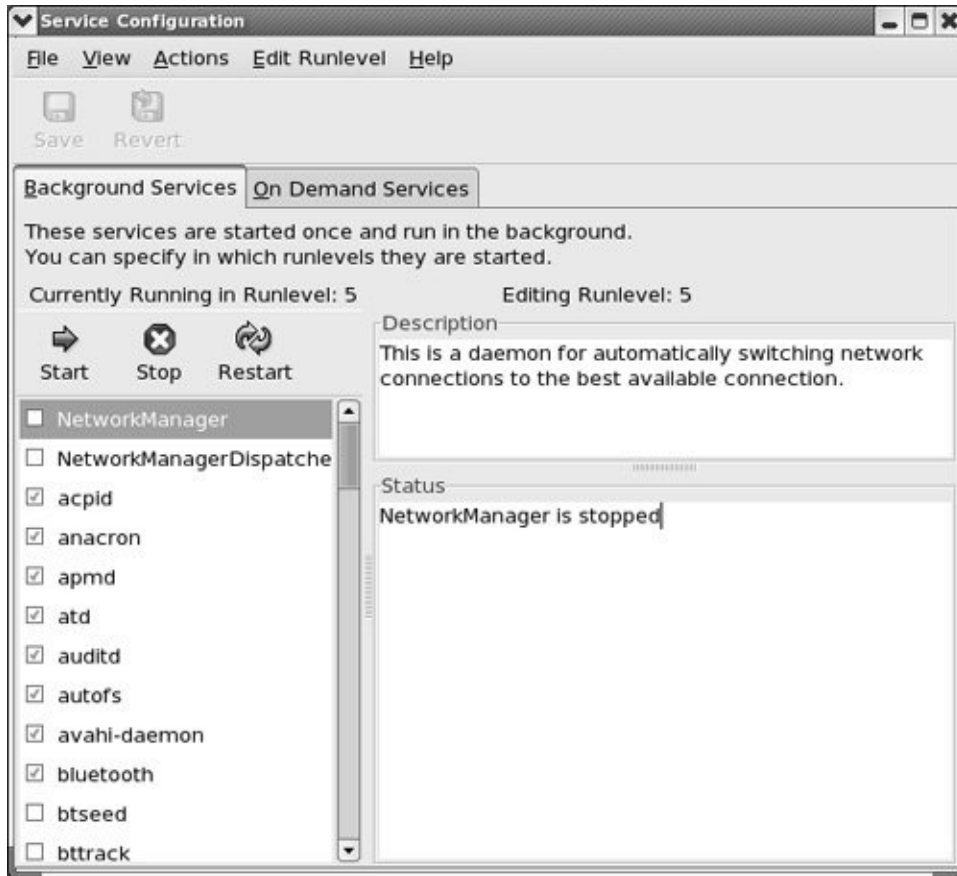 Service Configuration
File View Actions Edit Runlevel Help
Save Revert
Background Services On Demand Services
These services are started once and run in the background.
You can specify in which runlevels they are started.
Currently Running in Runlevel: 5 Editing Runlevel: 5
Start Stop Restart
NetworkManager
NetworkManagerDispatche
acpid
anacron
apmd
atd
auditd
autofs
avahi-daemon
bluetooth
btseed
bttrack
Description
This is a daemon for automatically switching network
connections to the best available connection.
Status
NetworkManager is stopped